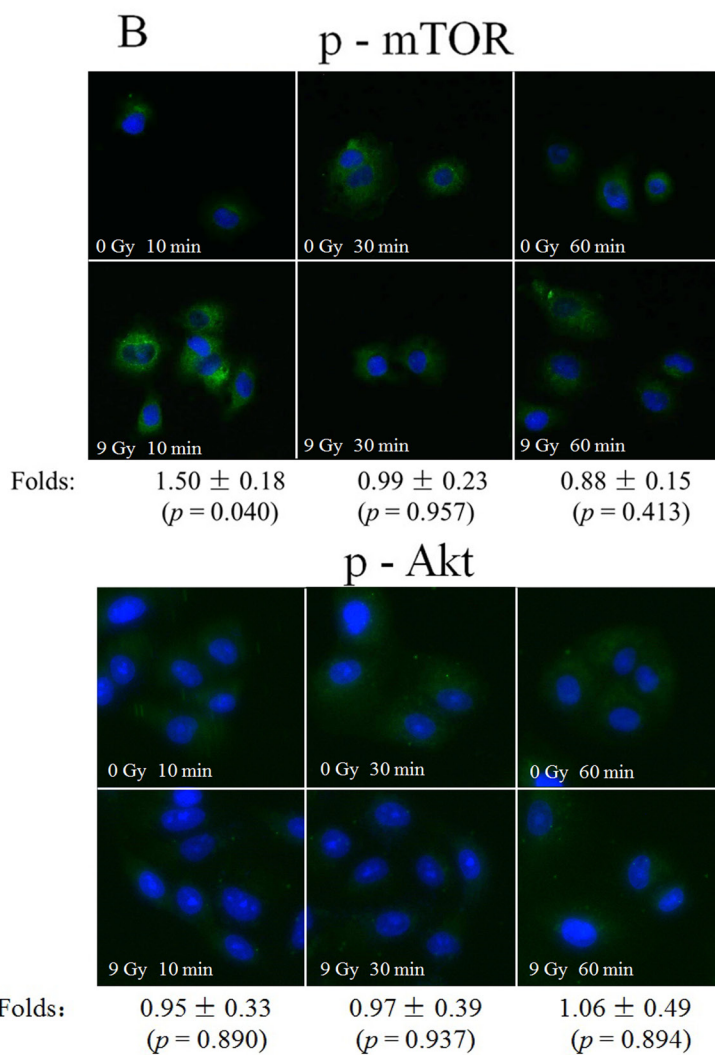 B
p - mTOR
0 Gy 10 min
0 Gy 30 min
0 Gy 60 min
9 Gy 10 min
9 Gy 30 min
9 Gy 60 min
Folds: 1.50 ± 0.18 0.99 ± 0.23 0.88 ± 0.15
(p = 0.040) (p = 0.957) (p = 0.413)
p - Akt
0 Gy 10 min
0 Gy 30 min
0 Gy 60 min
9 Gy 10 min
9 Gy 30 min
9 Gy 60 min
Folds: 0.95 ± 0.33 0.97 ± 0.39 1.06 ± 0.49
(p = 0.890) (p = 0.937) (p = 0.894)